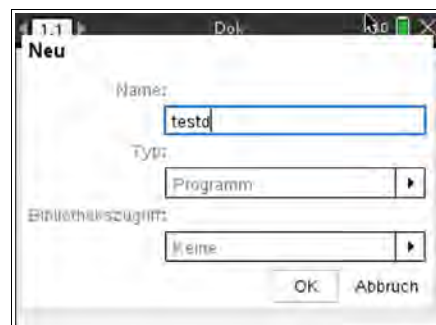 1.1 Dok
Neu
Name:
testd
Typ:
Programm
Bibliothekszugriff:
Keine
OK Abbruch